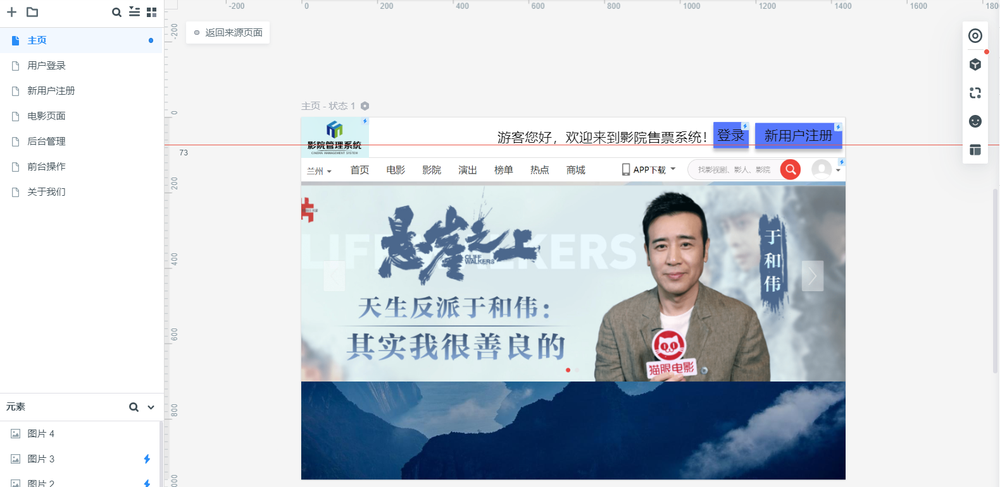 -200
0
200
400
600
800
1000
1200
1400
1600
1800
主页
用户登录
新用户注册
电影页面
后台管理
前台操作
关于我们
元素
图片 4
图片 3
图片 2
返回来源页面
-200
0
73
200
400
600
800
主页 - 状态 1
影院管理系统
CINEMA MANAGEMENT SYSTEM
游客您好，欢迎来到影院售票系统！
登录
新用户注册
兰州
首页
电影
影院
演出
榜单
热点
商城
APP下载
找影视剧、影人、影院
LIFF WALKERS
悬崖之上
CLIFF
WALKERS
天生反派于和伟：
其实我很善良的
于和伟
猫眼电影